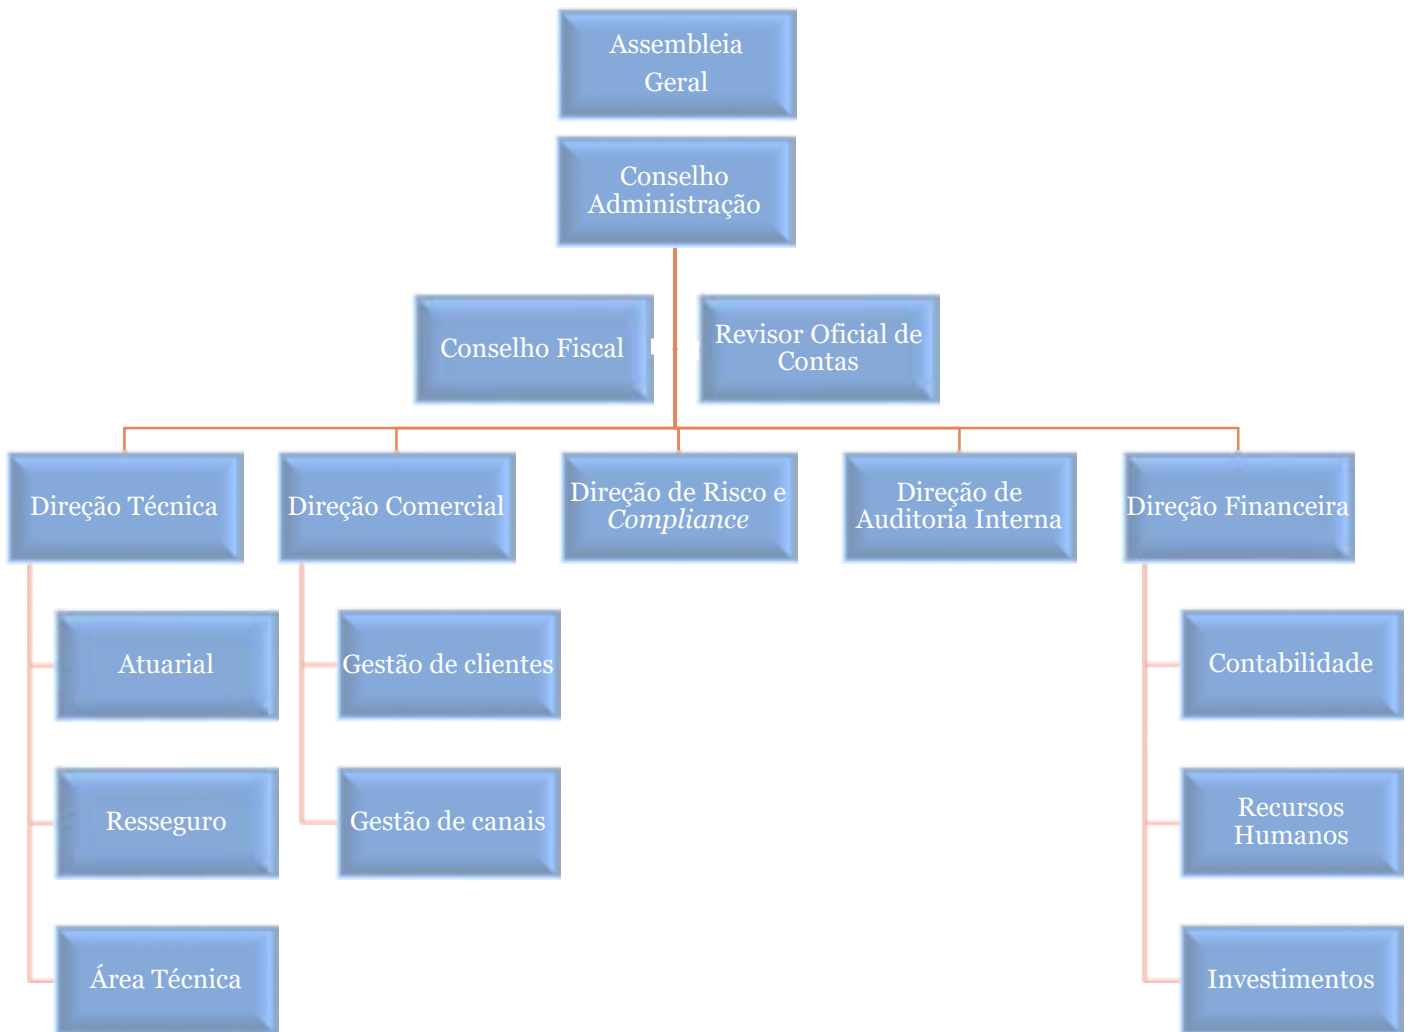 Assembleia
Geral
Conselho
Administração
Conselho Fiscal
Revisor Oficial de
Contas
Direção Técnica
Direção Comercial
Direção de Risco e
Compliance
Direção de
Auditoria Interna
Direção Financeira
Atuarial
Gestão de clientes
Contabilidade
Resseguro
Gestão de canais
Recursos
Humanos
Área Técnica
Investimentos